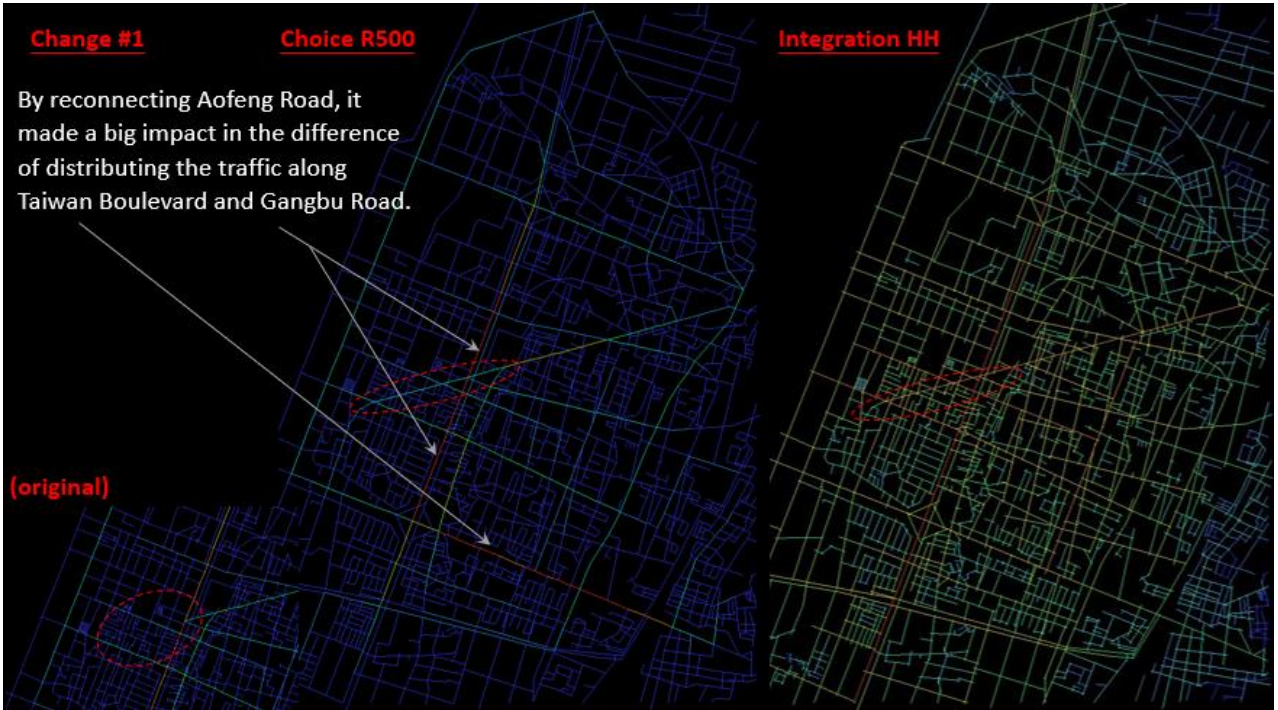 Change #1
Choice R500
Integration HH
By reconnecting Aofeng Road, it
made a big impact in the difference
of distributing the traffic along
Taiwan Boulevard and Gangbu Road.
(original)